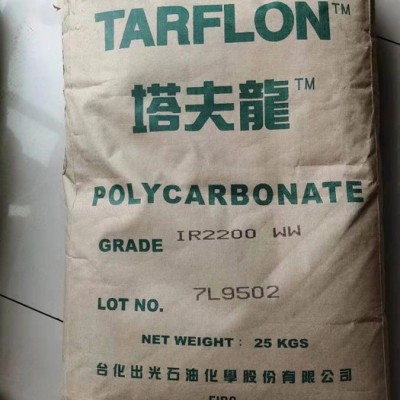 TARFLON™
塔夫龍™
POLYCARBONATE
GRADE IR2200 WW
LOT NO. 7L9502
NET WEIGHT: 25 KGS
台化出光石油化學股份有限公司